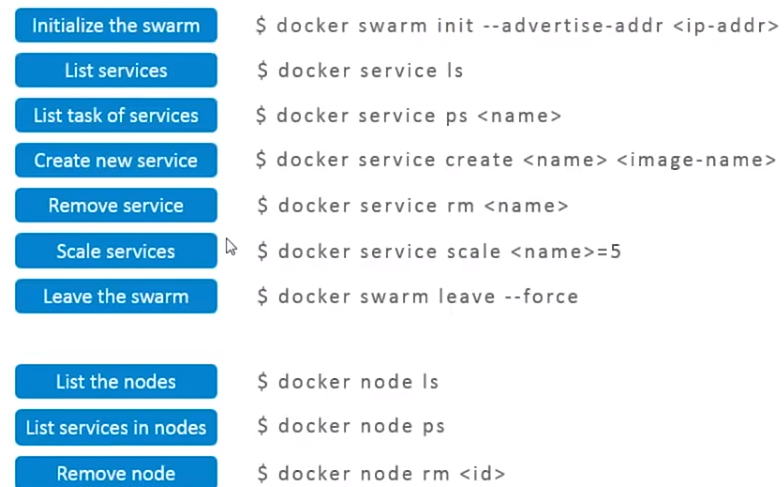 Initialize the swarm $ docker swarm init --advertise-addr <ip-addr>
List services $ docker service ls
List task of services $ docker service ps <name>
Create new service $ docker service create <name> <image-name>
Remove service $ docker service rm <name>
Scale services $ docker service scale <name>=5
Leave the swarm $ docker swarm leave --force
List the nodes $ docker node ls
List services in nodes $ docker node ps
Remove node $ docker node rm <id>